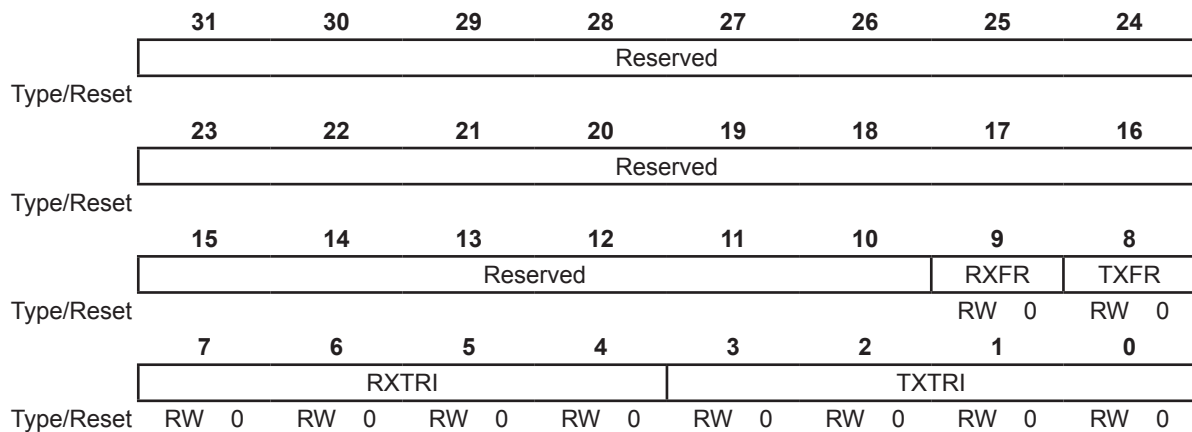 31 30 29 28 27 26 25 24
Reserved
Type/Reset
23 22 21 20 19 18 17 16
Reserved
Type/Reset
15 14 13 12 11 10 9 8
Reserved RXFR TXFR
Type/Reset RW 0 RW 0
7 6 5 4 3 2 1 0
RXTRI TXTRI
Type/Reset RW 0 RW 0 RW 0 RW 0 RW 0 RW 0 RW 0 RW 0